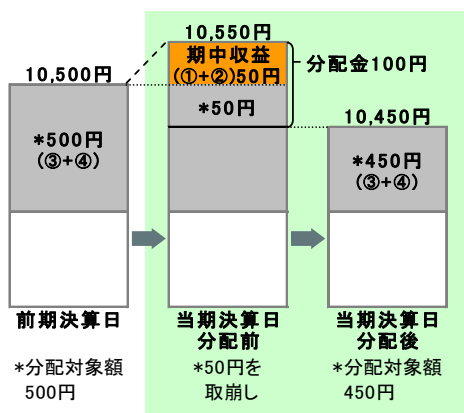 10,500円
*500円
(③+④)
前期決算日
*分配対象額
500円
10,550円
期中収益
(①+②)50円
*50円
分配金100円
当期決算日
分配前
*50円を
取崩し
10,450円
*450円
(③+④)
当期決算日
分配後
*分配対象額
450円